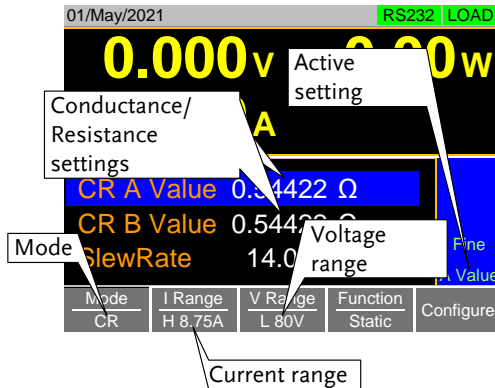 01/May/2021 RS232 LOAD
0.000 V W
Active setting
A
Conductance/
Resistance
settings
CR A Value 0.54422 Ω
CR B Value Ω
SlewRate 14.0
Mode
Voltage
range
Fine
A Value
Mode I Range V Range Function Configure
CR H 8.75A L 80V Static
Current range